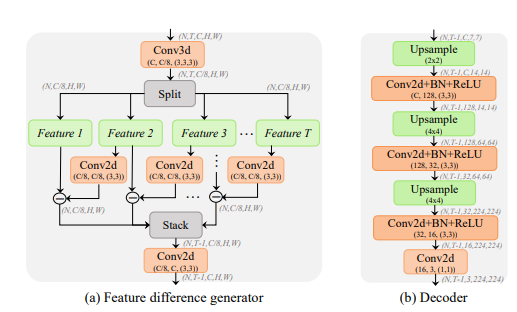 (N,T,C,H,W)
Conv3d
(C, C/8, (3,3,3))
(N,T,C/8,H,W)
(N,C/8,H,W)
Split
(N,C/8,H,W)
Feature 1
Feature 2
Feature 3
...
Feature T
Conv2d
(C/8, C/8, (3,3))
Conv2d
(C/8, C/8, (3,3))
Conv2d
(C/8, C/8, (3,3))
...
(N,C/8,H,W)
(N,C/8,H,W)
Stack
(N,T-1,C/8,H,W)
Conv2d
(C/8, C, (3,3))
(N,T-1,C,H,W)
(a) Feature difference generator
(N,T-1,C,7,7)
Upsample
(2x2)
(N,T-1,C,14,14)
Conv2d+BN+ReLU
(C, 128, (3,3))
(N,T-1,128,14,14)
Upsample
(4x4)
(N,T-1,128,64,64)
Conv2d+BN+ReLU
(128, 32, (3,3))
(N,T-1,32,64,64)
Upsample
(4x4)
(N,T-1,32,224,224)
Conv2d+BN+ReLU
(32, 16, (3,3))
(N,T-1,16,224,224)
Conv2d
(16, 3, (1,1))
(N,T-1,3,224,224)
(b) Decoder